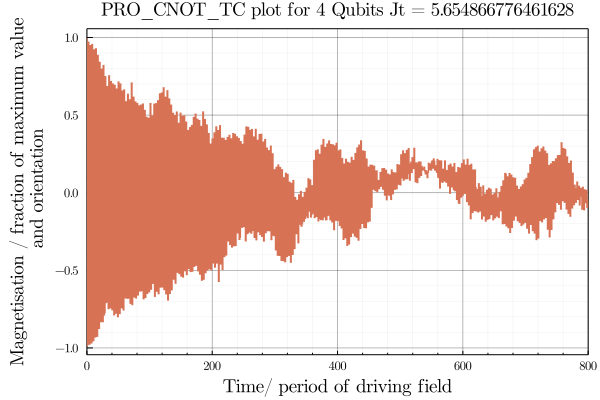 PRO_CNOT_TC plot for 4 Qubits Jt = 5.654866776461628
Magnetisation / fraction of maximum value
and orientation
1.0
0.5
0.0
−0.5
−1.0
0 200 400 600 800
Time/ period of driving field